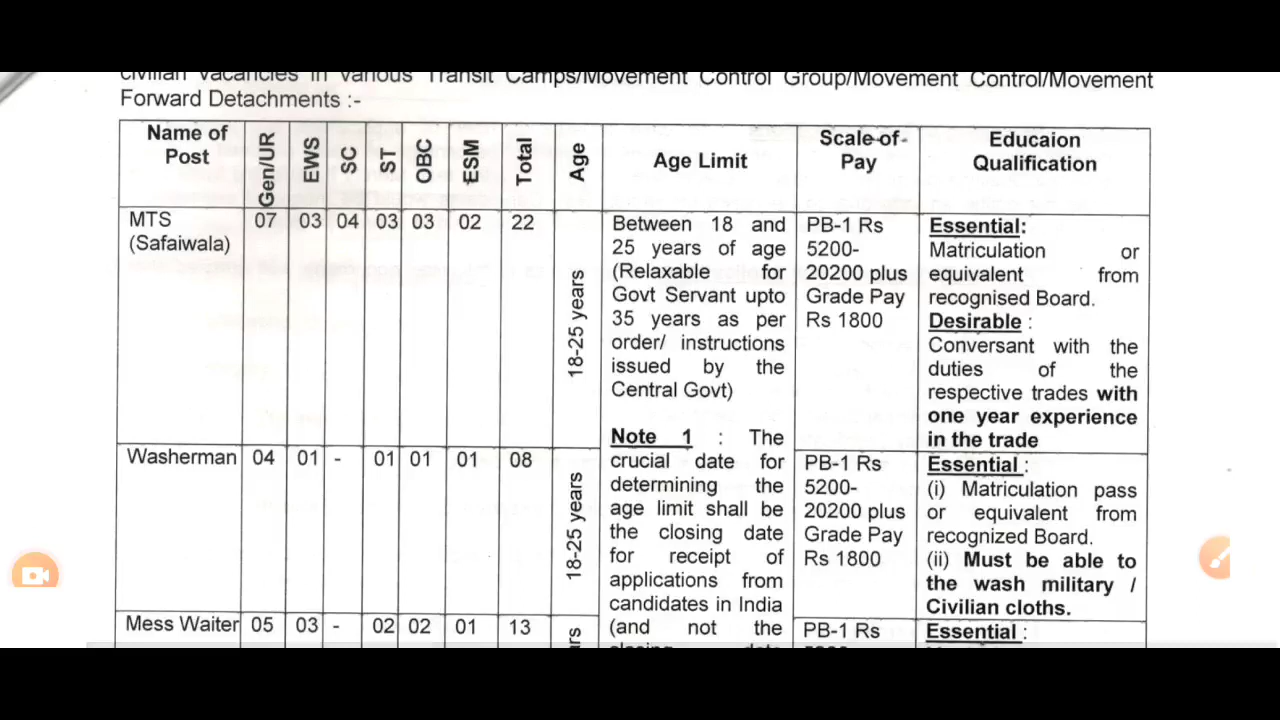 civilian vacancies in various Transit Camps/Movement Control Group/Movement Control/Movement
Forward Detachments :-
Name of
Post
Gen/UR
EWS
SC
ST
OBC
ESM
Total
Age
Age Limit
Scale of
Pay
Educaion
Qualification
MTS
(Safaiwala)
07
03
04
03
03
02
22
18-25 years
Between 18 and
25 years of age
(Relaxable for
Govt Servant upto
35 years as per
order/ instructions
issued by the
Central Govt)
Note 1 : The
crucial date for
determining the
age limit shall be
the closing date
for receipt of
applications from
candidates in India
(and not the
PB-1 Rs
5200-
20200 plus
Grade Pay
Rs 1800
Essential:
Matriculation or
equivalent from
recognised Board.
Desirable :
Conversant with the
duties of the
respective trades with
one year experience
in the trade
Washerman
04
01
-
01
01
01
08
18-25 years
PB-1 Rs
5200-
20200 plus
Grade Pay
Rs 1800
Essential :
(i) Matriculation pass
or equivalent from
recognized Board.
(ii) Must be able to
the wash military /
Civilian cloths.
Mess Waiter
05
03
-
02
02
01
13
PB-1 Rs
Essential :